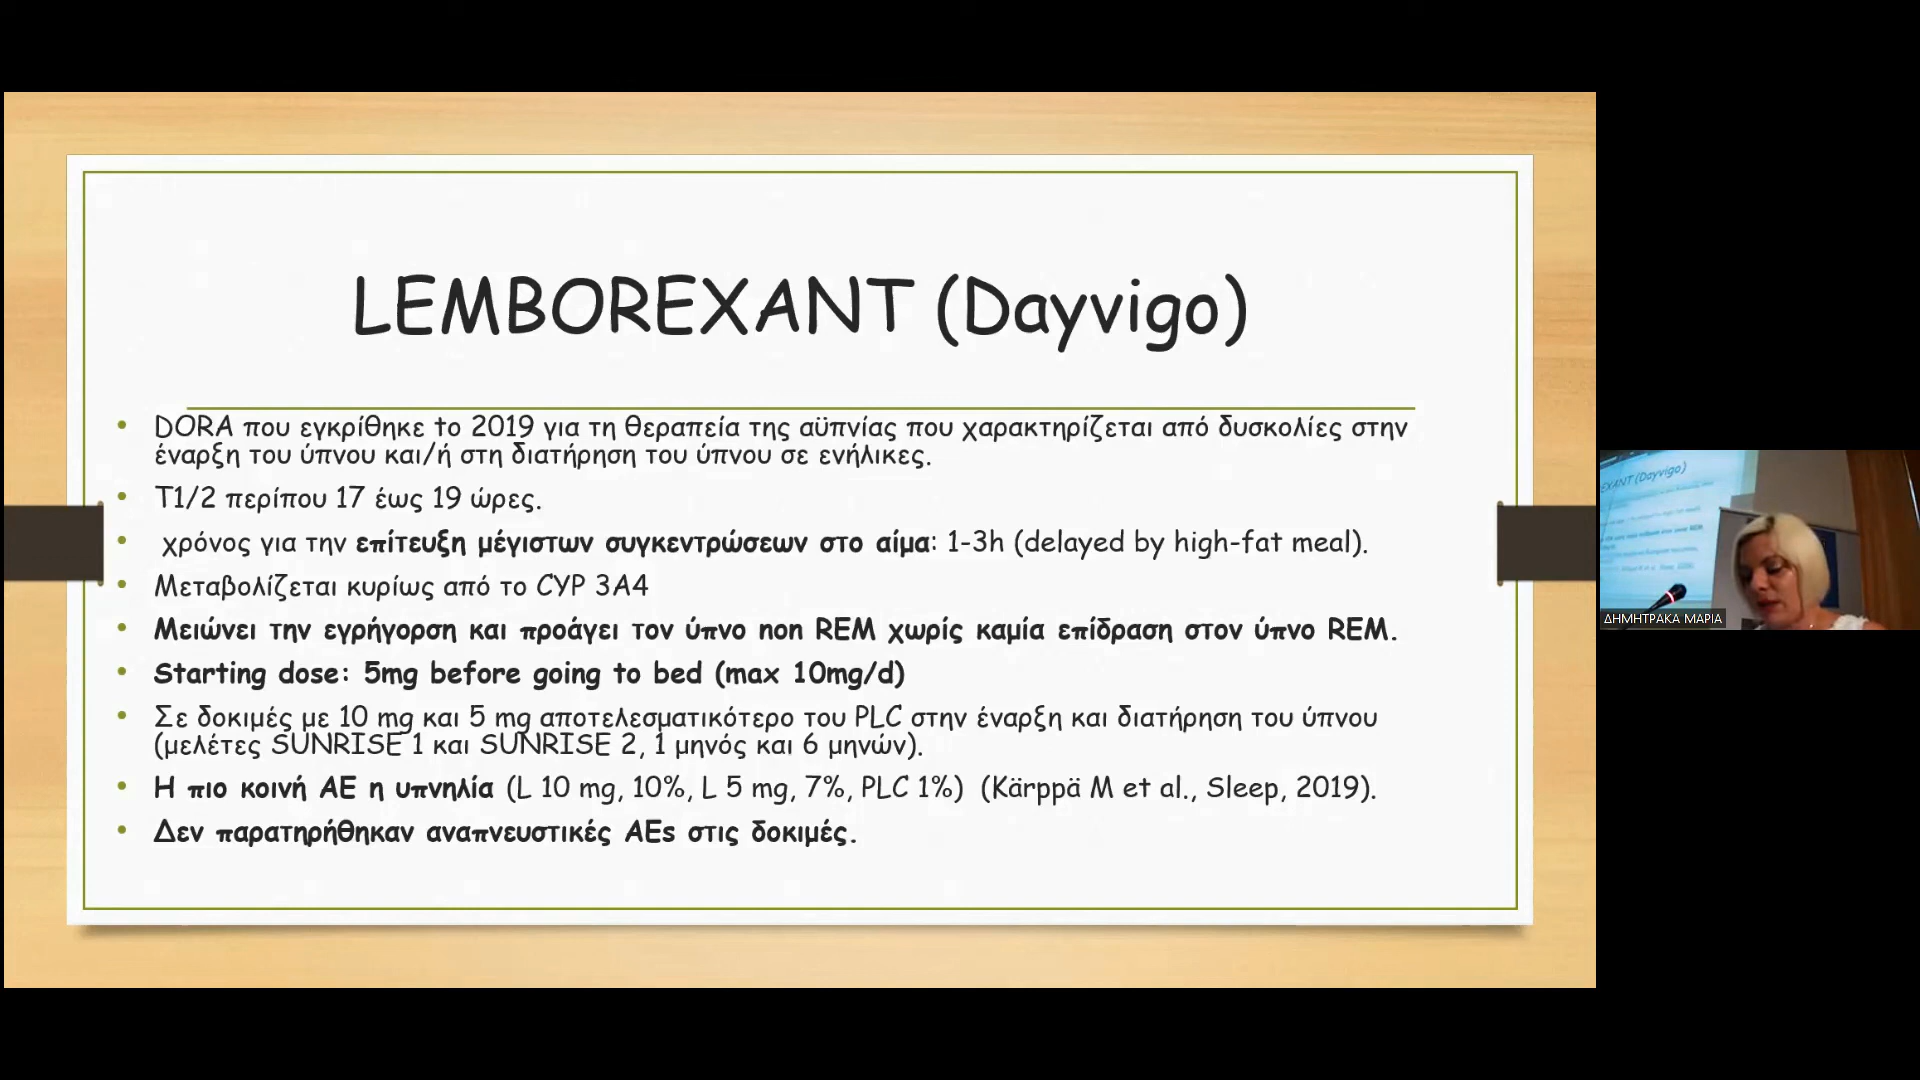 LEMBOREXANT (Dayvigo)
• DORA που εγκρίθηκε to 2019 για τη θεραπεία της αϋπνίας που χαρακτηρίζεται από δυσκολίες στην
έναρξη του ύπνου και/ή στη διατήρηση του ύπνου σε ενήλικες.
• Τ1/2 περίπου 17 έως 19 ώρες.
• χρόνος για την επίτευξη μέγιστων συγκεντρώσεων στο αίμα: 1-3h (delayed by high-fat meal).
• Μεταβολίζεται κυρίως από το CYP 3A4
• Μειώνει την εγρήγορση και προάγει τον ύπνο non REM χωρίς καμία επίδραση στον ύπνο REM.
• Starting dose: 5mg before going to bed (max 10mg/d)
• Σε δοκιμές με 10 mg και 5 mg αποτελεσματικότερο του PLC στην έναρξη και διατήρηση του ύπνου
(μελέτες SUNRISE 1 και SUNRISE 2, 1 μηνός και 6 μηνών).
• Η πιο κοινή ΑΕ η υπνηλία (L 10 mg, 10%, L 5 mg, 7%, PLC 1%) (Kärppä M et al., Sleep, 2019).
• Δεν παρατηρήθηκαν αναπνευστικές AEs στις δοκιμές.
EXANT (Dayvigo)
ΔΗΜΗΤΡΑΚΑ ΜΑΡΙΑ